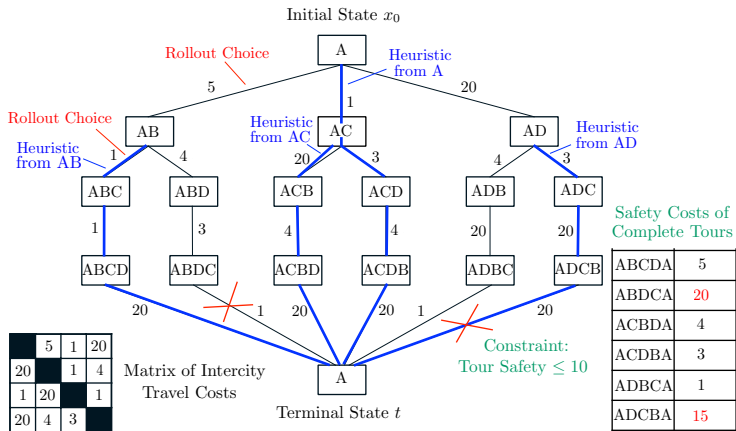 Initial State x₀
A
Rollout Choice
Heuristic
from A
5
1
20
Rollout Choice
AB
AC
AD
Heuristic
from AB
Heuristic
from AC
Heuristic
from AD
1
4
20
3
4
3
ABC
ABD
ACB
ACD
ADB
ADC
1
3
4
4
20
20
ABCD
ABDC
ACBD
ACDB
ADBC
ADCB
20
1
20
20
1
20
A
Terminal State t
Matrix of Intercity
Travel Costs
5 1 20
20 1 4
1 20 1
20 4 3
Constraint:
Tour Safety ≤ 10
Safety Costs of
Complete Tours
ABCDA 5
ABDCA 20
ACBDA 4
ACDBA 3
ADBCA 1
ADCBA 15